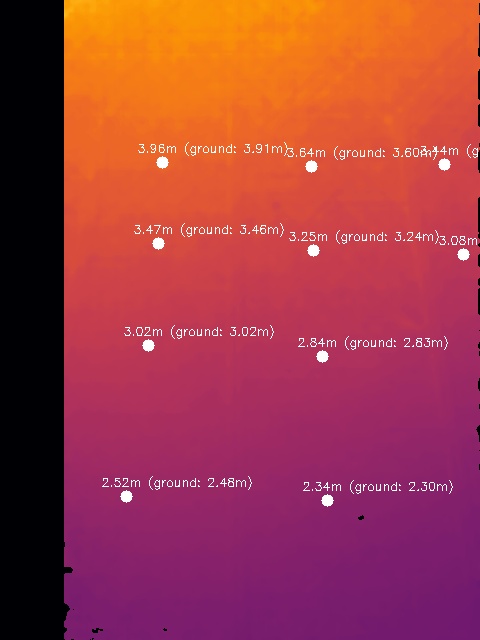 3.96m (ground: 3.91m)
3.64m (ground: 3.60m)
3.44m (g
3.47m (ground: 3.46m)
3.25m (ground: 3.24m)
3.08m
3.02m (ground: 3.02m)
2.84m (ground: 2.83m)
2.52m (ground: 2.48m)
2.34m (ground: 2.30m)